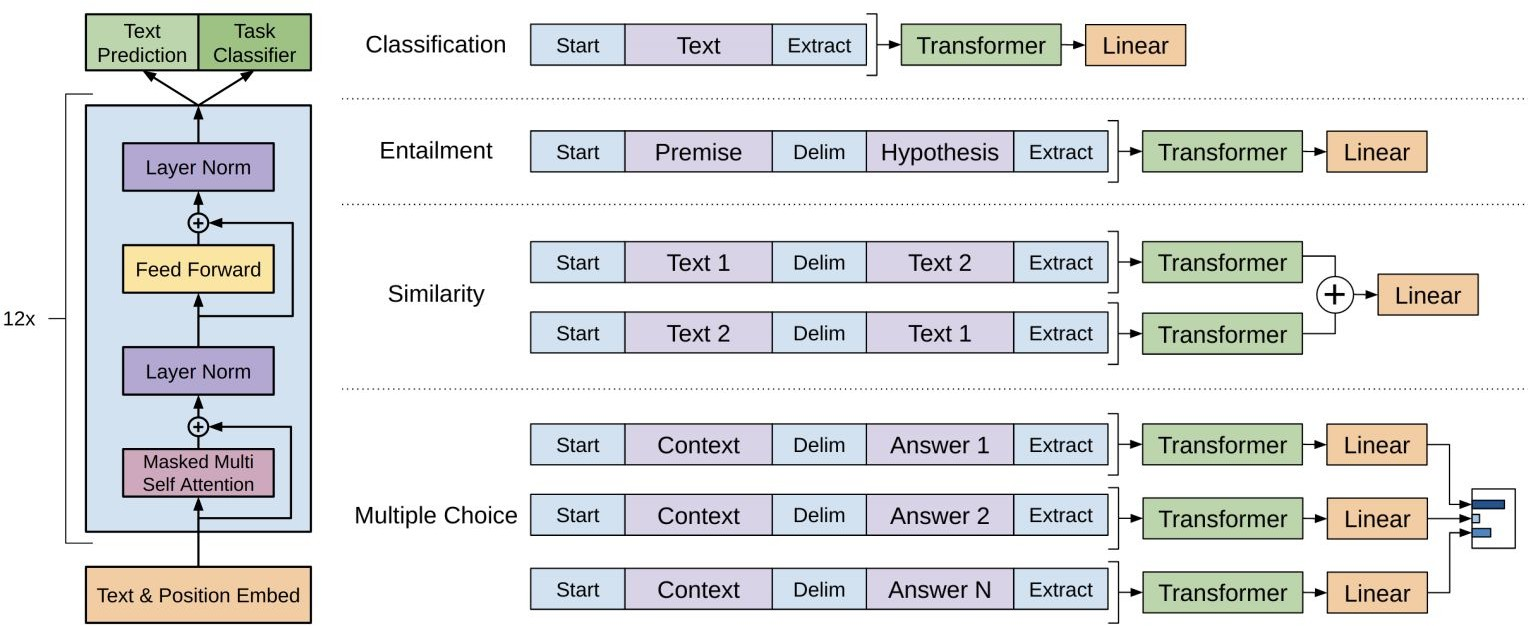 Text
Prediction
Task
Classifier
12x
Layer Norm
+
Feed Forward
Layer Norm
+
Masked Multi
Self Attention
Text & Position Embed
Classification Start Text Extract Transformer Linear
Entailment Start Premise Delim Hypothesis Extract Transformer Linear
Similarity
Start Text 1 Delim Text 2 Extract Transformer
+ Linear
Start Text 2 Delim Text 1 Extract Transformer
Multiple Choice
Start Context Delim Answer 1 Extract Transformer Linear
Start Context Delim Answer 2 Extract Transformer Linear
Start Context Delim Answer N Extract Transformer Linear